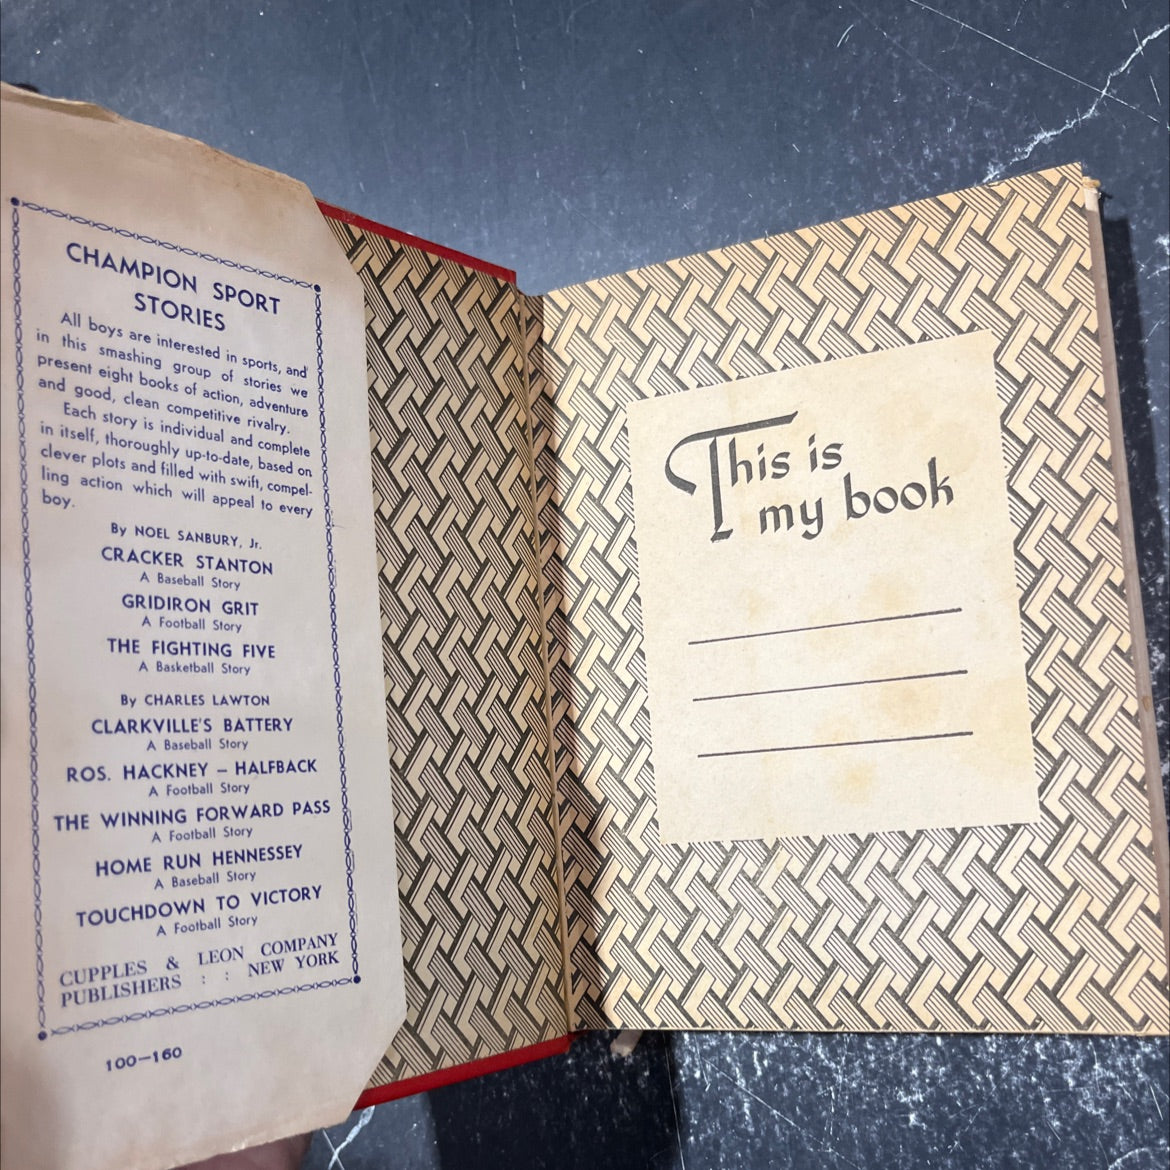 CHAMPION SPORT
STORIES
All boys are interested in sports, and
in this smashing group of stories we
present eight books of action, adventure
and good, clean competitive rivalry.
Each story is individual and complete
in itself, thoroughly up-to-date, based on
clever plots and filled with swift, compel-
ling action which will appeal to every
boy.
By NOEL SANBURY, Jr.
CRACKER STANTON
A Baseball Story
GRIDIRON GRIT
A Football Story
THE FIGHTING FIVE
A Basketball Story
By CHARLES LAWTON
CLARKVILLE'S BATTERY
A Baseball Story
ROS. HACKNEY – HALFBACK
A Football Story
THE WINNING FORWARD PASS
A Football Story
HOME RUN HENNESSEY
A Baseball Story
TOUCHDOWN TO VICTORY
A Football Story
CUPPLES & LEON COMPANY
PUBLISHERS : : NEW YORK
100—160
This is
my book